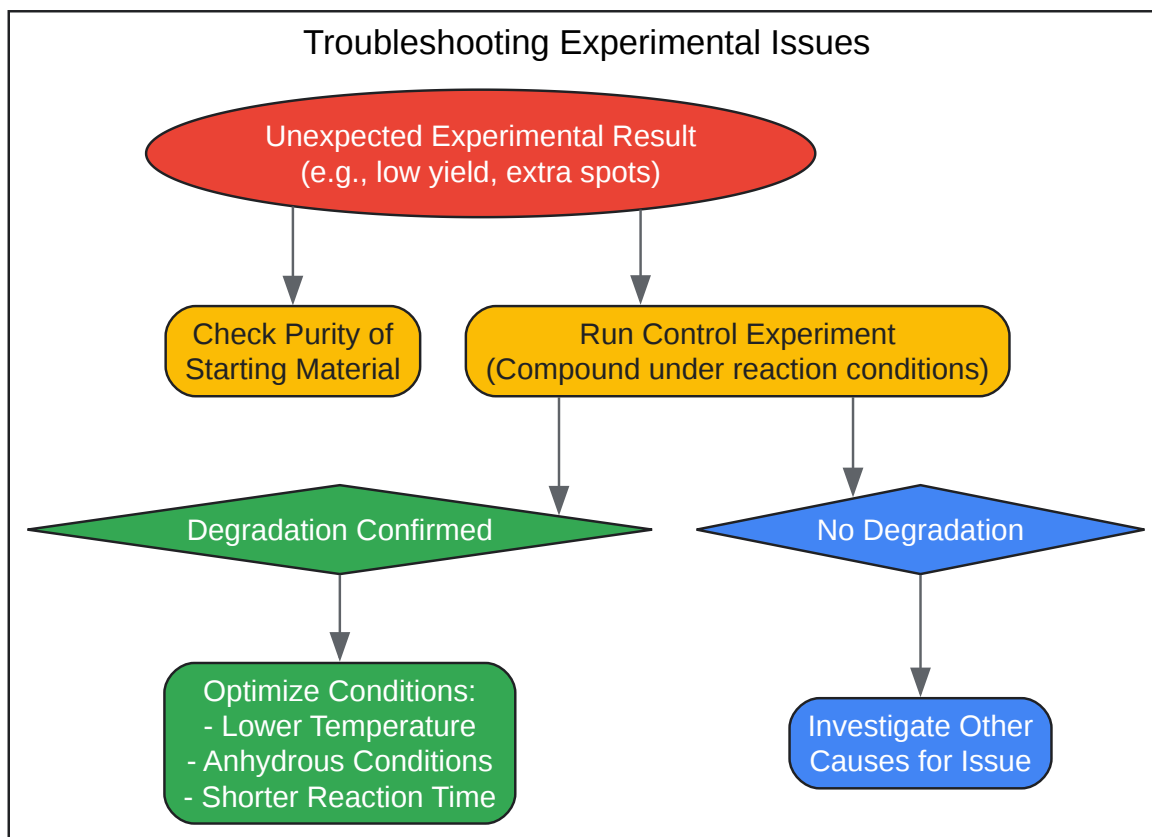 Troubleshooting Experimental Issues
Unexpected Experimental Result
(e.g., low yield, extra spots)
Check Purity of
Starting Material
Run Control Experiment
(Compound under reaction conditions)
Degradation Confirmed
No Degradation
Optimize Conditions:
- Lower Temperature
- Anhydrous Conditions
- Shorter Reaction Time
Investigate Other
Causes for Issue